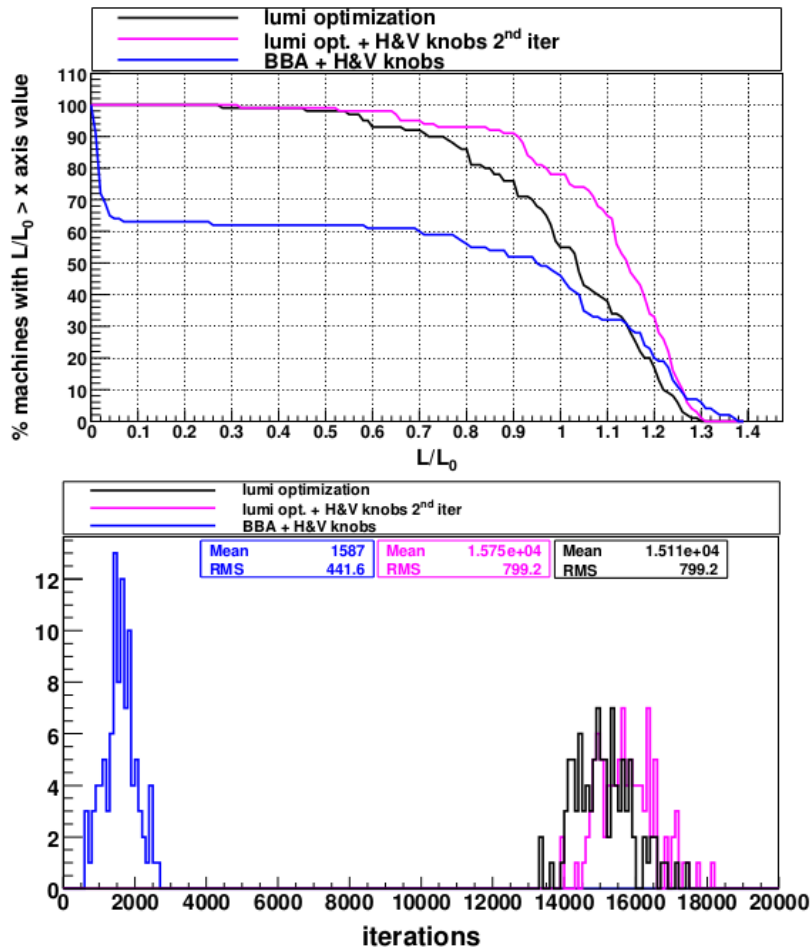 lumi optimization
lumi opt. + H&V knobs 2nd iter
BBA + H&V knobs
% machines with L/L0 > x axis value
110
100
90
80
70
60
50
40
30
20
10
0
0 0.1 0.2 0.3 0.4 0.5 0.6 0.7 0.8 0.9 1 1.1 1.2 1.3 1.4
L/L0
lumi optimization
lumi opt. + H&V knobs 2nd iter
BBA + H&V knobs
Mean 1587
RMS 441.6
Mean 1.575e+04
RMS 799.2
Mean 1.511e+04
RMS 799.2
12
10
8
6
4
2
0
0 2000 4000 6000 8000 10000 12000 14000 16000 18000 20000
iterations